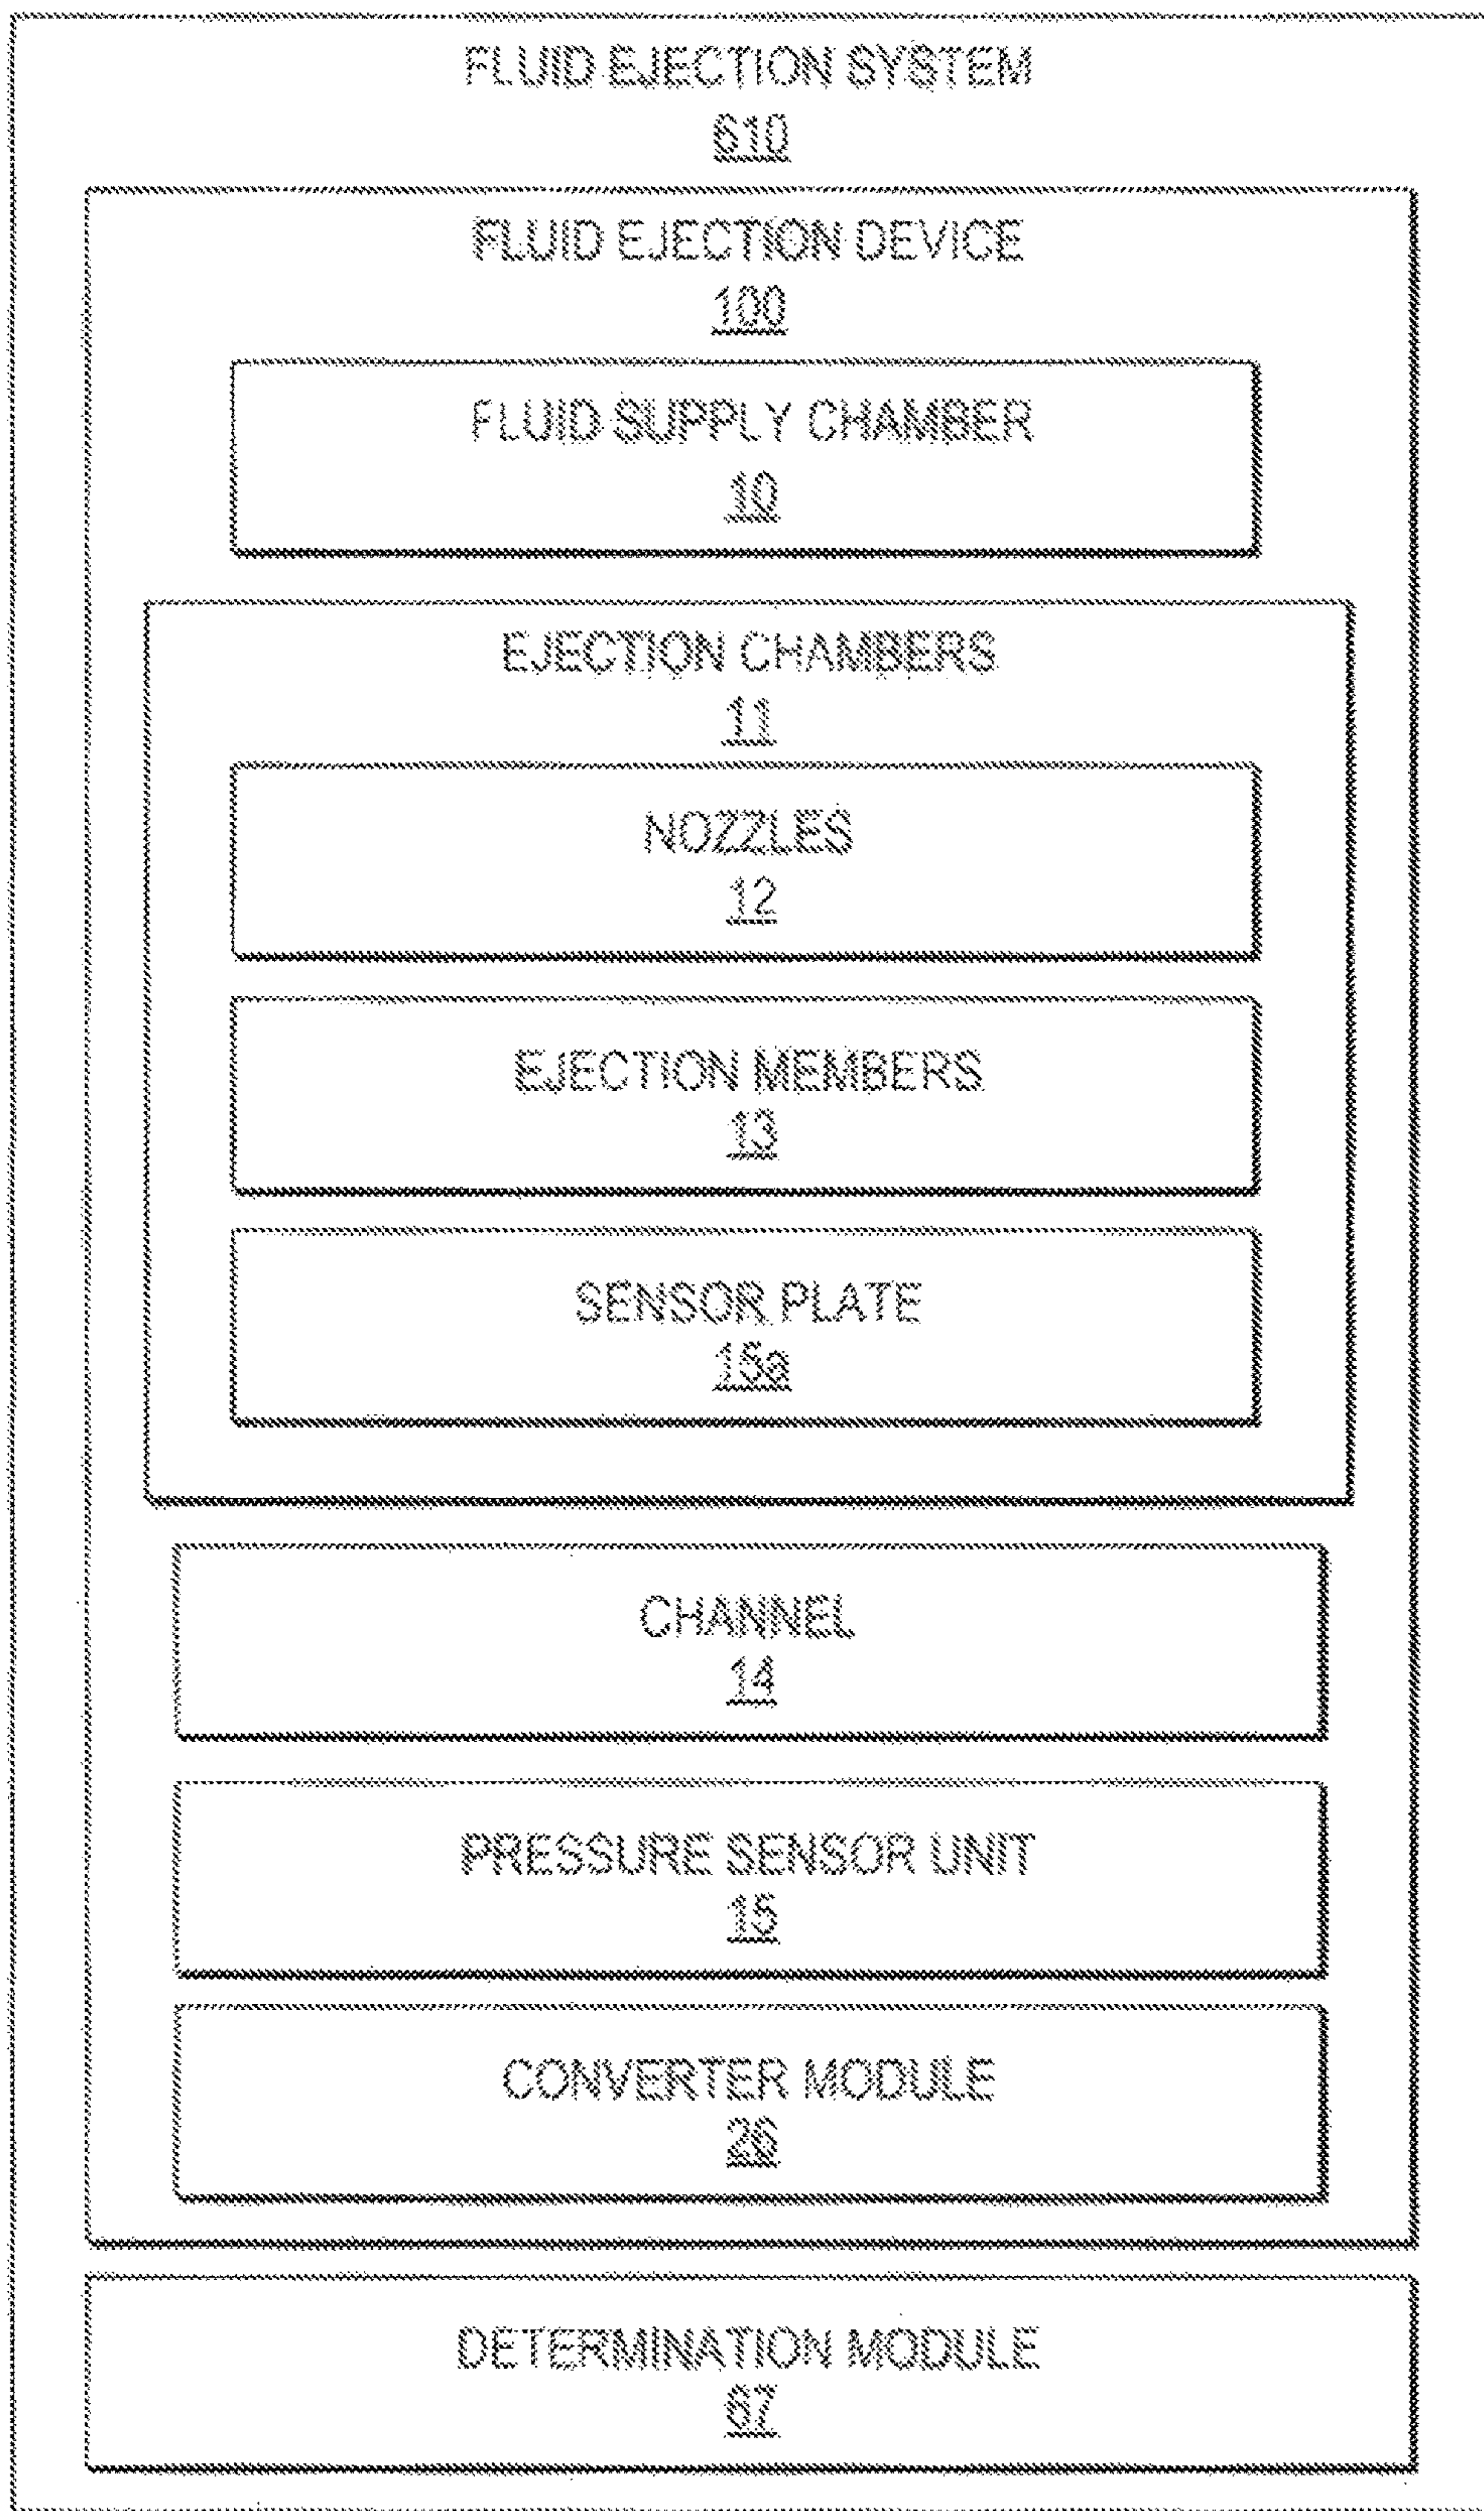 FLUID EJECTION SYSTEM
610
FLUID EJECTION DEVICE
100
FLUID SUPPLY CHAMBER
10
EJECTION CHAMBERS
11
NOZZLES
12
EJECTION MEMBERS
13
SENSOR PLATE
15a
CHANNEL
14
PRESSURE SENSOR UNIT
15
CONVERTER MODULE
26
DETERMINATION MODULE
67